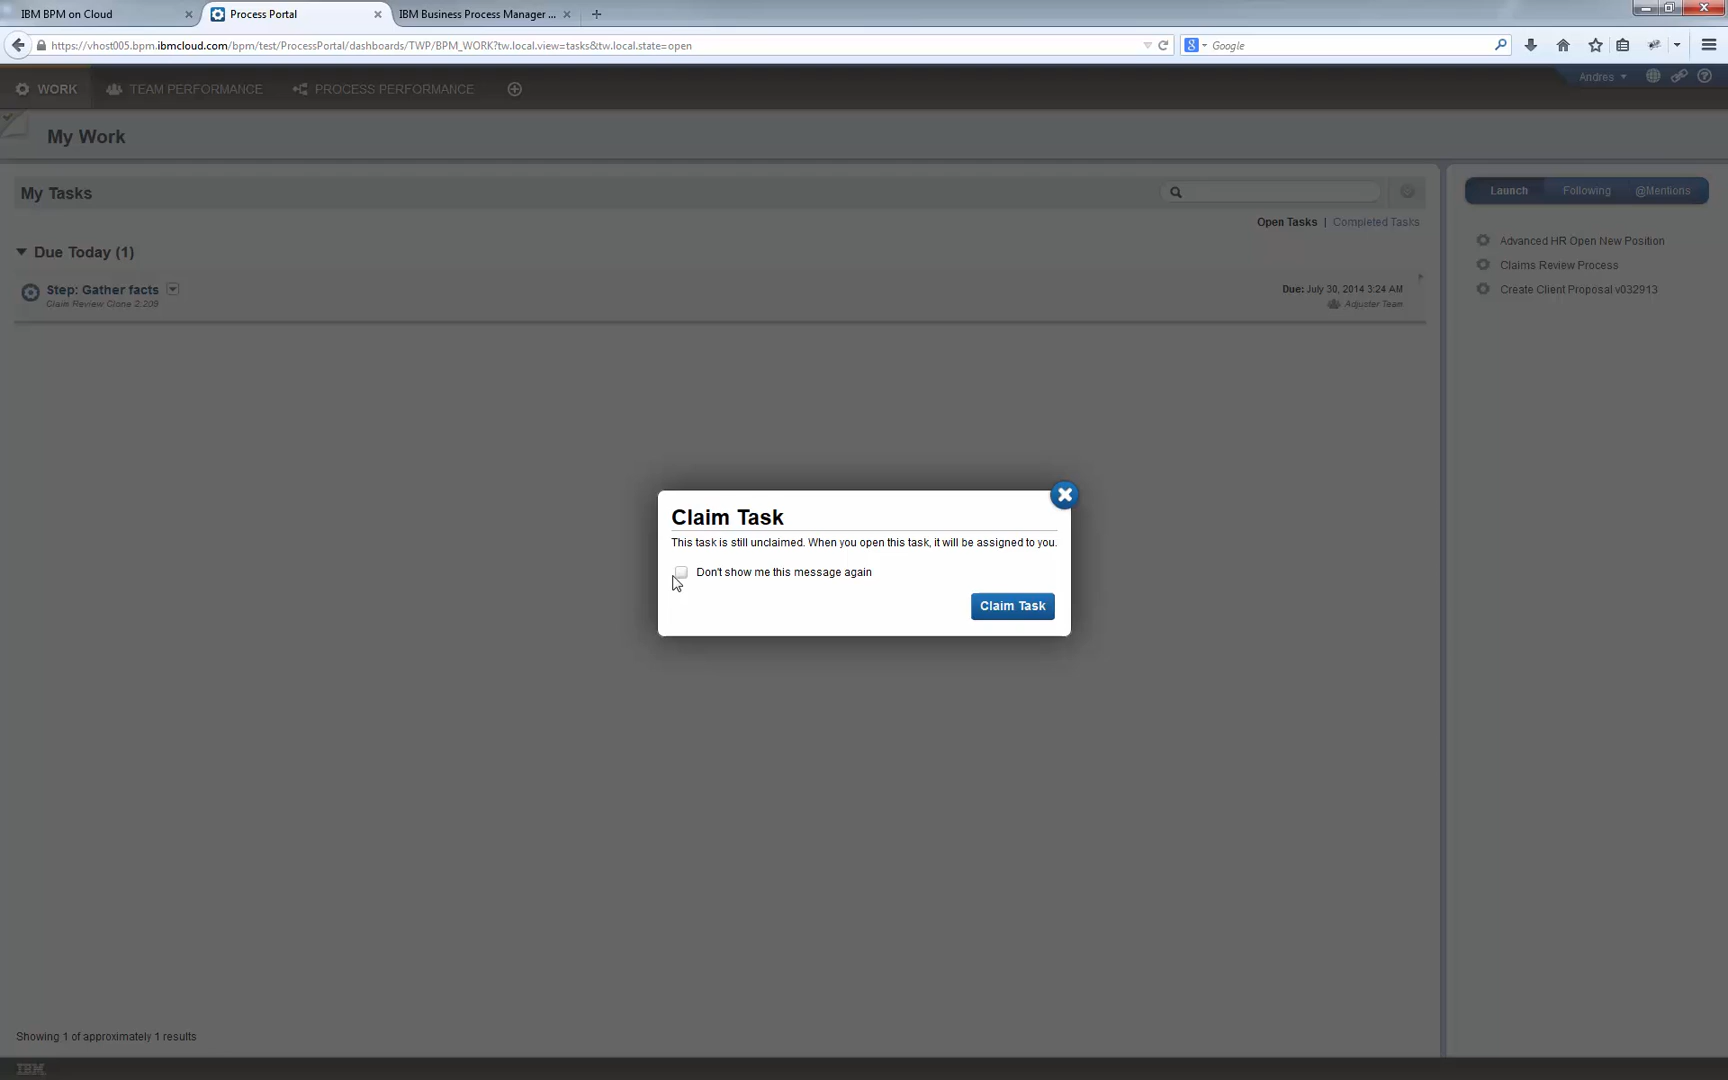 IBM BPM on Cloud
Process Portal
IBM Business Process Manager ...
https://vhost005.bpm.ibmcloud.com/bpm/test/ProcessPortal/dashboards/TWP/BPM_WORK?tw.local.view=tasks&tw.local.state=open
Google
WORK
TEAM PERFORMANCE
PROCESS PERFORMANCE
Andres
My Work
My Tasks
Launch
Following
@Mentions
Open Tasks | Completed Tasks
Advanced HR Open New Position
Due Today (1)
Claims Review Process
Step: Gather facts
Due: July 30, 2014 3:24 AM
Create Client Proposal v032913
Claim Review Clone 2:209
Adjuster Team
Claim Task
This task is still unclaimed. When you open this task, it will be assigned to you.
Don't show me this message again
Claim Task
Showing 1 of approximately 1 results
IBM